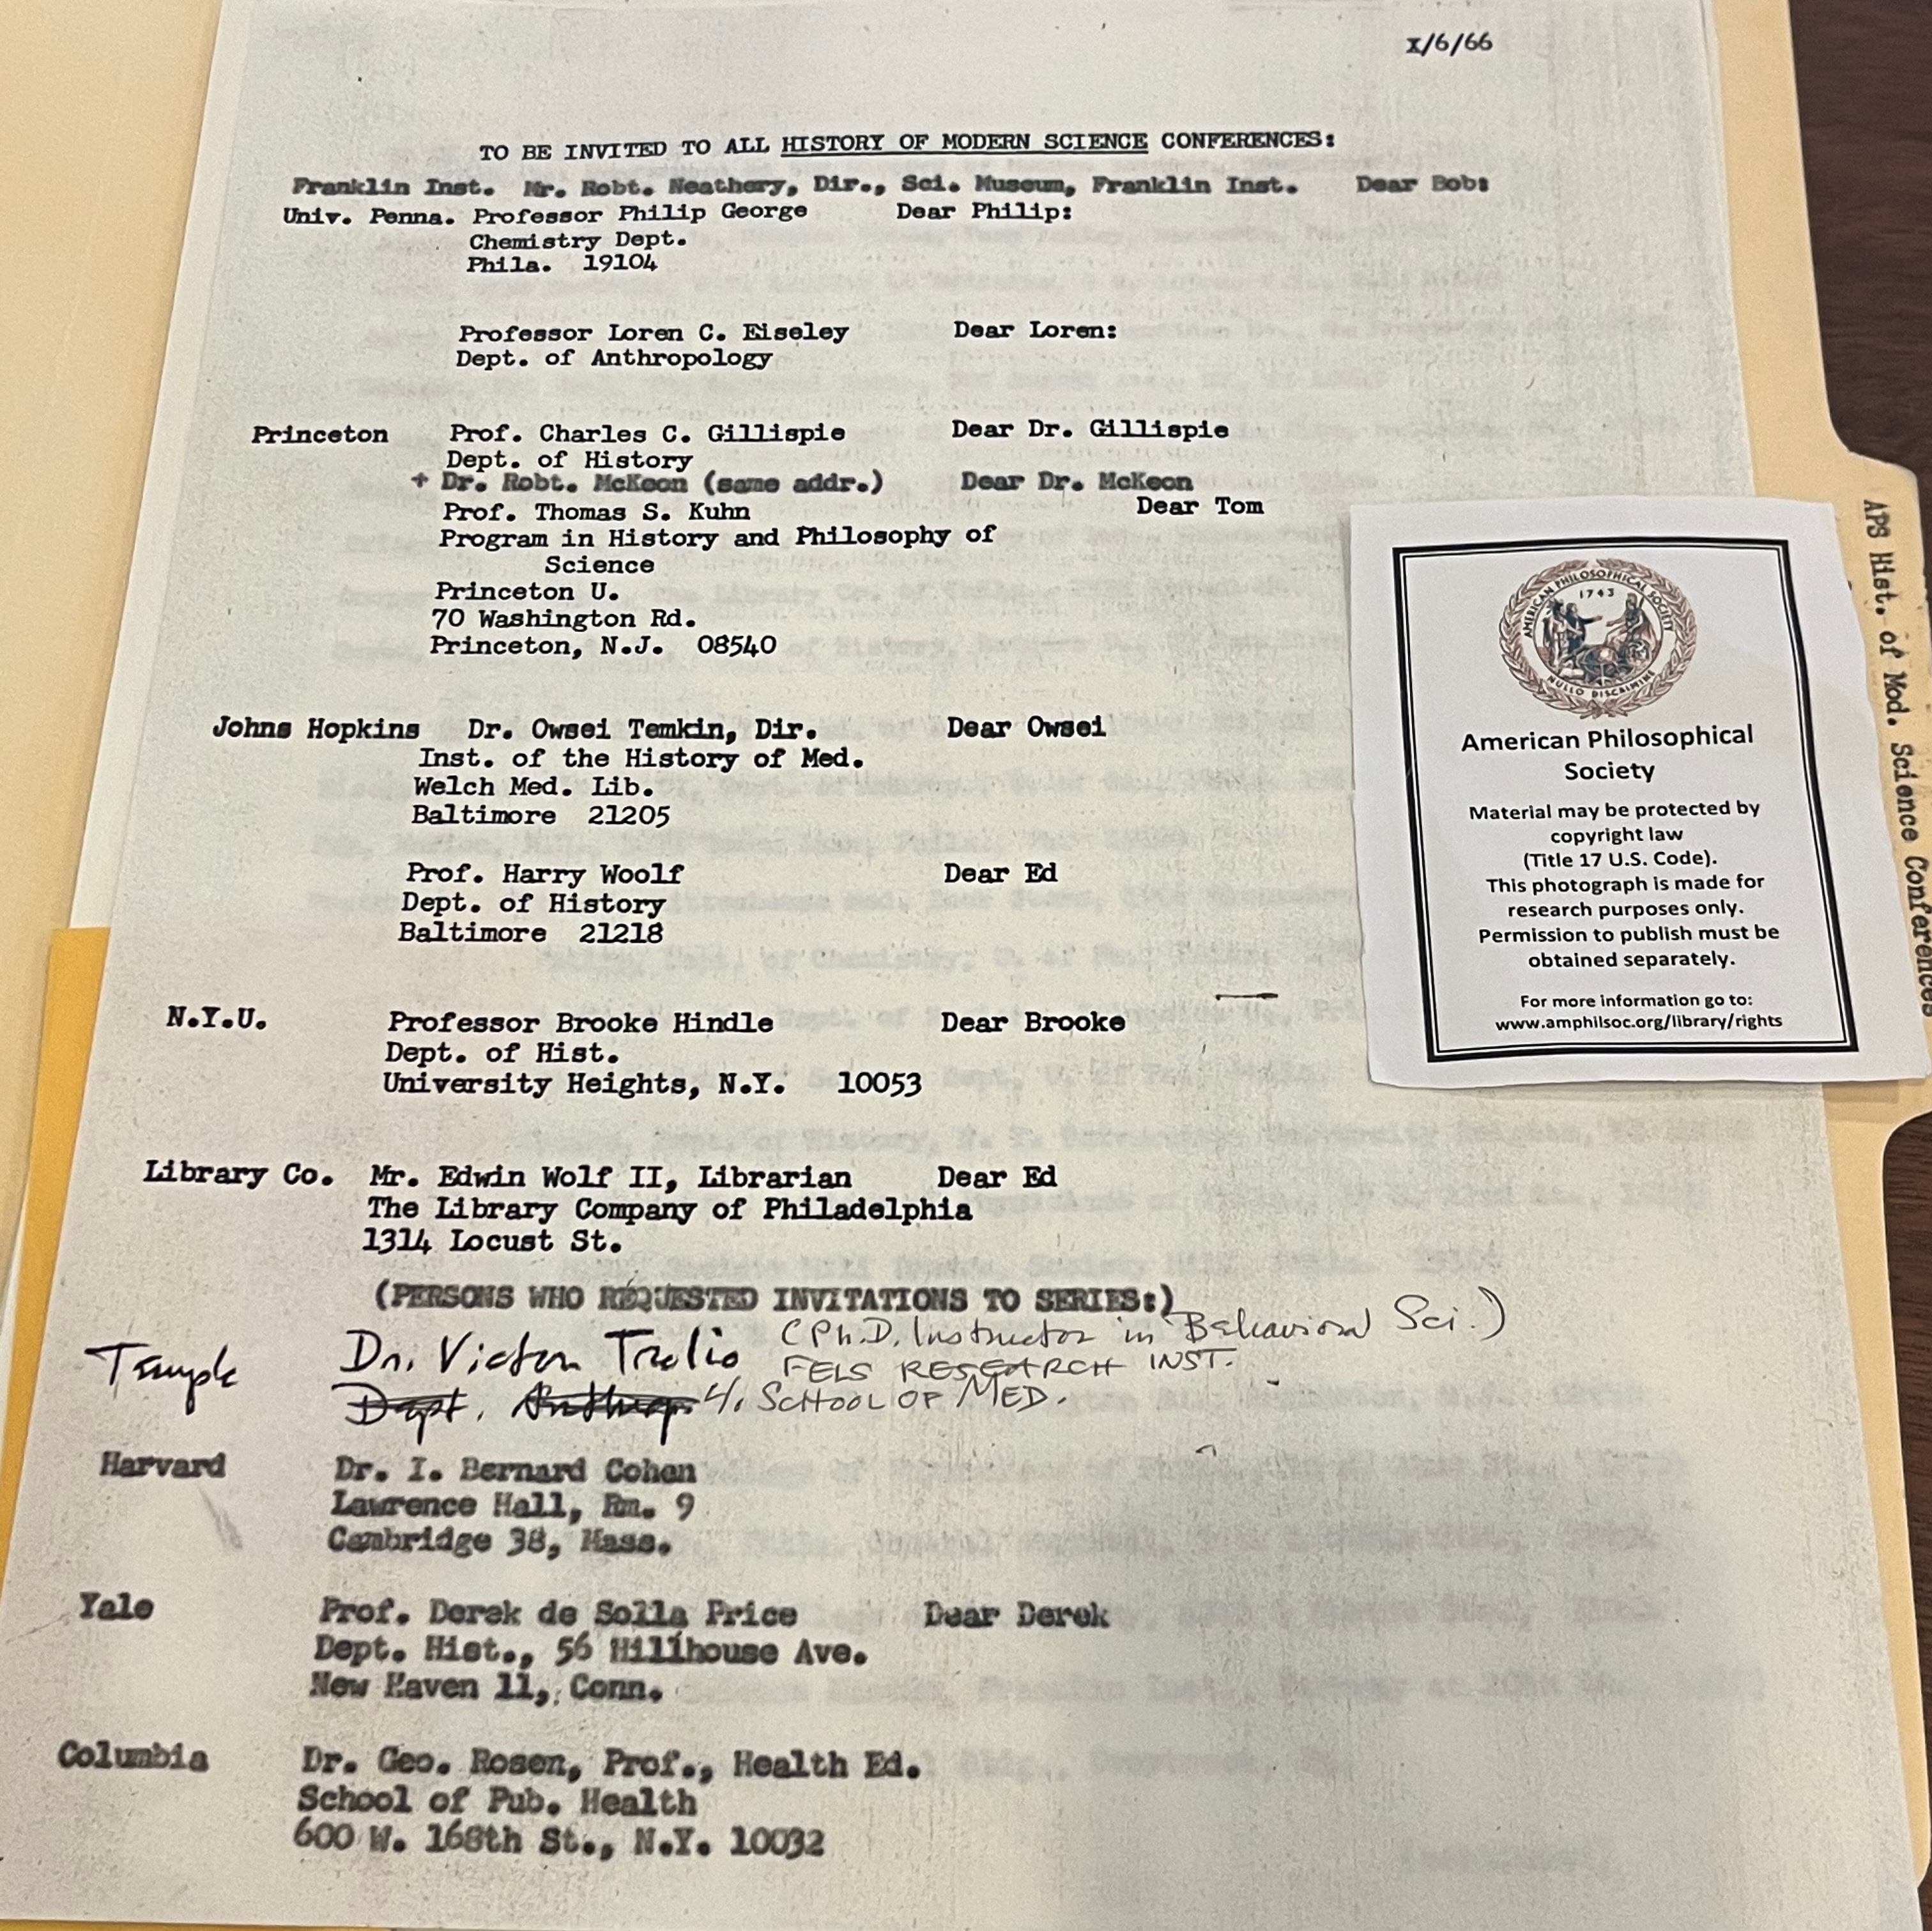 x/6/66
TO BE INVITED TO ALL HISTORY OF MODERN SCIENCE CONFERENCES:
Franklin Inst. Mr. Robt. Neathery, Dir., Sci. Museum, Franklin Inst. Dear Bob:
Univ. Penna. Professor Philip George Dear Philip:
Chemistry Dept.
Phila. 19104
Professor Loren C. Eiseley Dear Loren:
Dept. of Anthropology
Princeton Prof. Charles C. Gillispie Dear Dr. Gillispie
Dept. of History
+ Dr. Robt. McKeon (same addr.) Dear Dr. McKeon
Prof. Thomas S. Kuhn Dear Tom
Program in History and Philosophy of
Science
Princeton U.
70 Washington Rd.
Princeton, N.J. 08540
Johns Hopkins Dr. Owsei Temkin, Dir. Dear Owsei
Inst. of the History of Med.
Welch Med. Lib.
Baltimore 21205
Prof. Harry Woolf Dear Ed
Dept. of History
Baltimore 21218
N.Y.U. Professor Brooke Hindle Dear Brooke
Dept. of Hist.
University Heights, N.Y. 10053
Library Co. Mr. Edwin Wolf II, Librarian Dear Ed
The Library Company of Philadelphia
1314 Locust St.
(PERSONS WHO REQUESTED INVITATIONS TO SERIES:)
Temple Dr. Victor (Ph.D. Instructor in Behavioral Sci.)
FELS RESEARCH INST.
Dept. SCHOOL OF MED.
Harvard Dr. I. Bernard Cohen
Lawrence Hall, Rm. 9
Cambridge 38, Mass.
Yale Prof. Derek de Solla Price Dear Derek
Dept. Hist., 56 Hillhouse Ave.
New Haven 11, Conn.
Columbia Dr. Geo. Rosen, Prof., Health Ed.
School of Pub. Health
600 W. 168th St., N.Y. 10032
APS Hist. of Mod. Science Conferences
AMERICAN PHILOSOPHICAL SOCIETY
1743
NULLO DISCRIMINE
American Philosophical
Society
Material may be protected by
copyright law
(Title 17 U.S. Code).
This photograph is made for
research purposes only.
Permission to publish must be
obtained separately.
For more information go to:
www.amphilsoc.org/library/rights